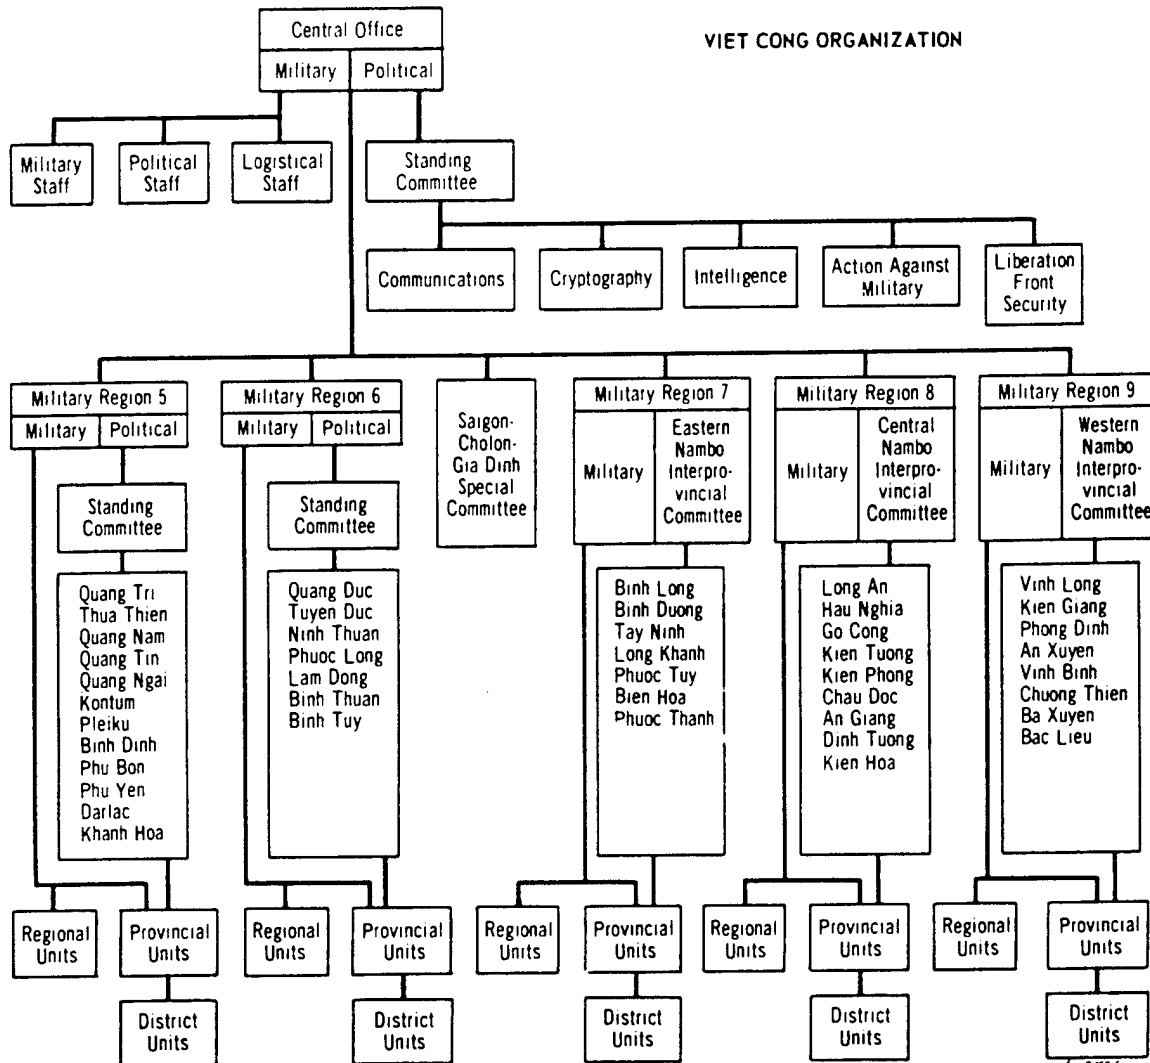 VIET CONG ORGANIZATION
Central Office
Military
Political
Military
Staff
Political
Staff
Logistical
Staff
Standing
Committee
Communications
Cryptography
Intelligence
Action Against
Military
Liberation
Front
Security
Military Region 5
Military
Political
Standing
Committee
Quang Tri
Thua Thien
Quang Nam
Quang Tin
Quang Ngai
Kontum
Pleiku
Binh Dinh
Phu Bon
Phu Yen
Darlac
Khanh Hoa
Regional
Units
Provincial
Units
District
Units
Military Region 6
Military
Political
Standing
Committee
Quang Duc
Tuyen Duc
Ninh Thuan
Phuoc Long
Lam Dong
Binh Thuan
Binh Tuy
Regional
Units
Provincial
Units
District
Units
Saigon-
Cholon-
Gia Dinh
Special
Committee
Military Region 7
Military
Eastern
Nambo
Interpro-
vincial
Committee
Binh Long
Binh Duong
Tay Ninh
Long Khanh
Phuoc Tuy
Bien Hoa
Phuoc Thanh
Regional
Units
Provincial
Units
District
Units
Military Region 8
Military
Central
Nambo
Interpro-
vincial
Committee
Long An
Hau Nghia
Go Cong
Kien Tuong
Kien Phong
Chau Doc
An Giang
Dinh Tuong
Kien Hoa
Regional
Units
Provincial
Units
District
Units
Military Region 9
Military
Western
Nambo
Interpro-
vincial
Committee
Vinh Long
Kien Giang
Phong Dinh
An Xuyen
Vinh Binh
Chuong Thien
Ba Xuyen
Bac Lieu
Regional
Units
Provincial
Units
District
Units